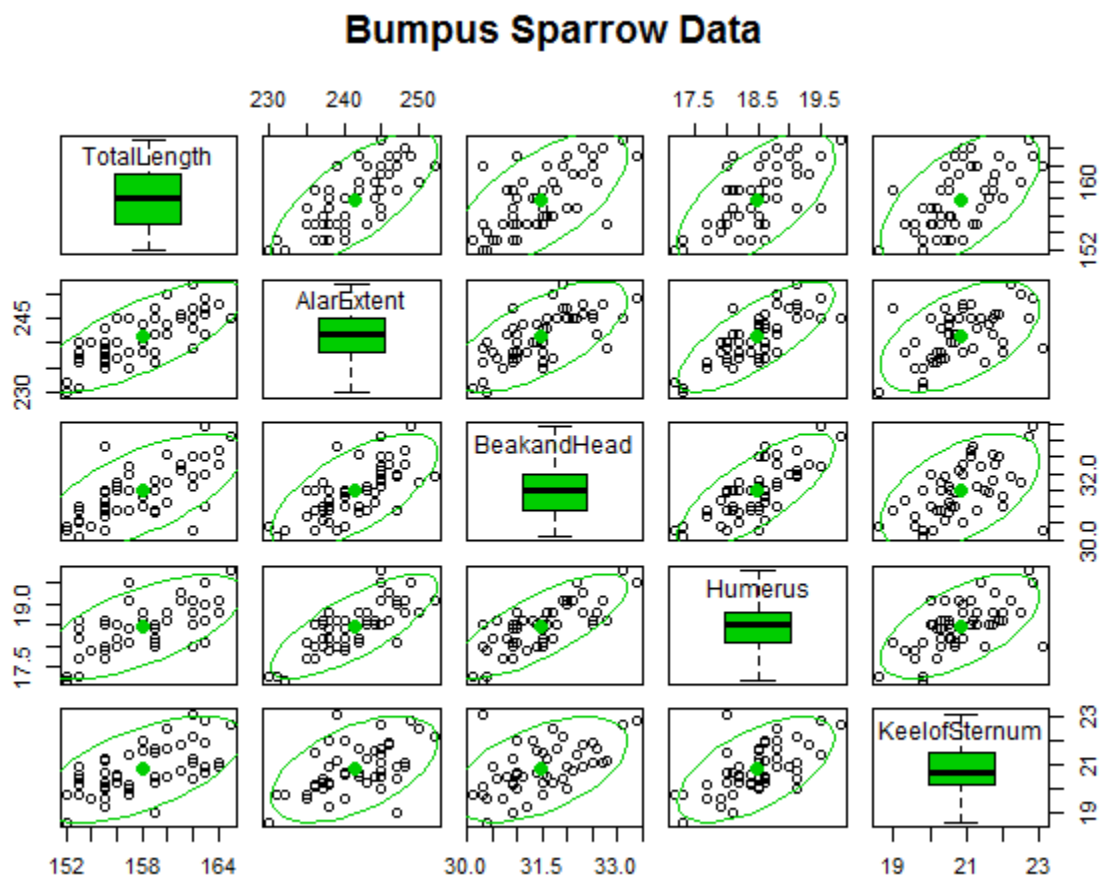 Bumpus Sparrow Data
230 240 250 17.5 18.5 19.5
TotalLength
152 160
AlarExtent
230 245
BeakandHead
30.0 32.0
Humerus
17.5 19.0
KeelofSternum
19 21 23
152 158 164 30.0 31.5 33.0 19 21 23